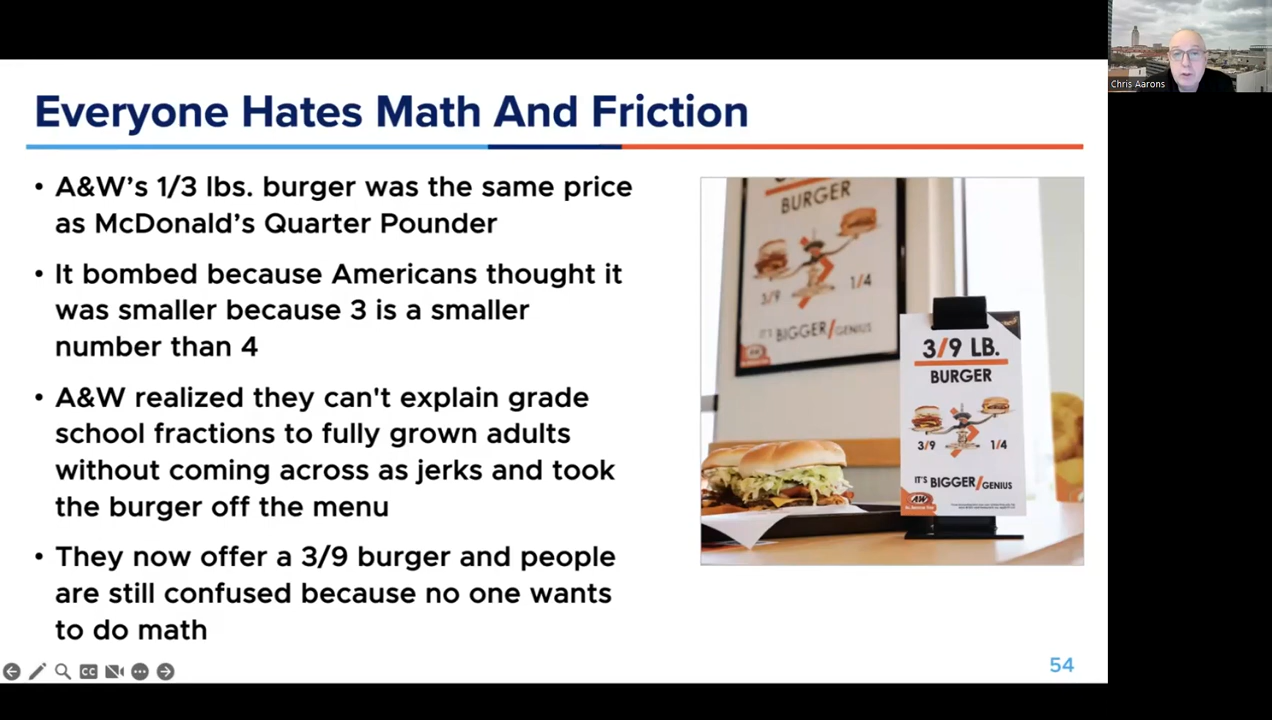 Chris Aarons
Everyone Hates Math And Friction
• A&W's 1/3 lbs. burger was the same price
as McDonald's Quarter Pounder
• It bombed because Americans thought it
was smaller because 3 is a smaller
number than 4
• A&W realized they can't explain grade
school fractions to fully grown adults
without coming across as jerks and took
the burger off the menu
• They now offer a 3/9 burger and people
are still confused because no one wants
to do math
BURGER
3/9
1/4
IT'S BIGGER/GENIUS
A&W
3/9 LB.
BURGER
3/9
1/4
IT'S BIGGER/GENIUS
A&W
CC
54